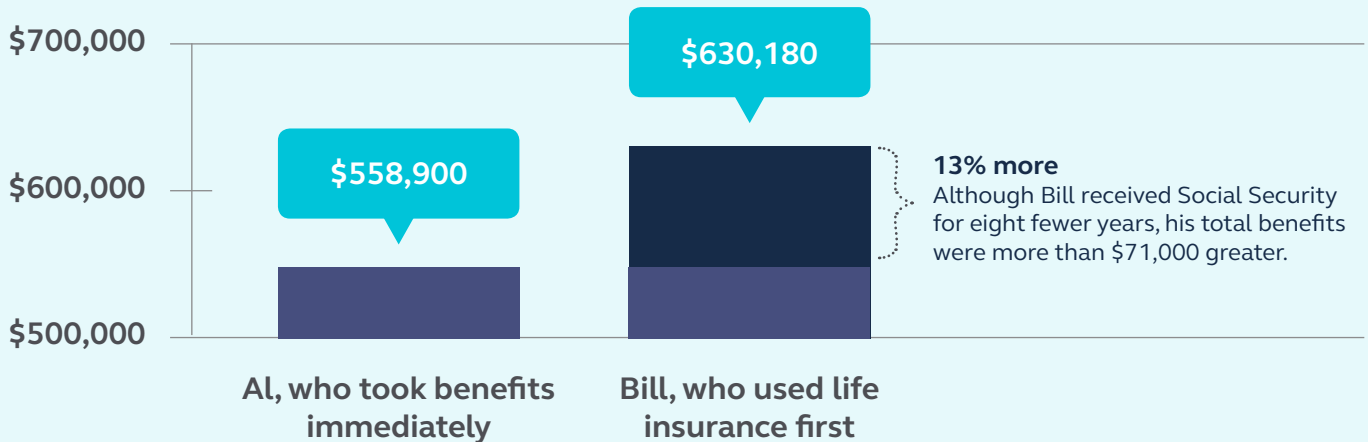 $700,000
$630,180
$558,900
$600,000
13% more
Although Bill received Social Security
for eight fewer years, his total benefits
were more than $71,000 greater.
$500,000
Al, who took benefits
immediately
Bill, who used life
insurance first